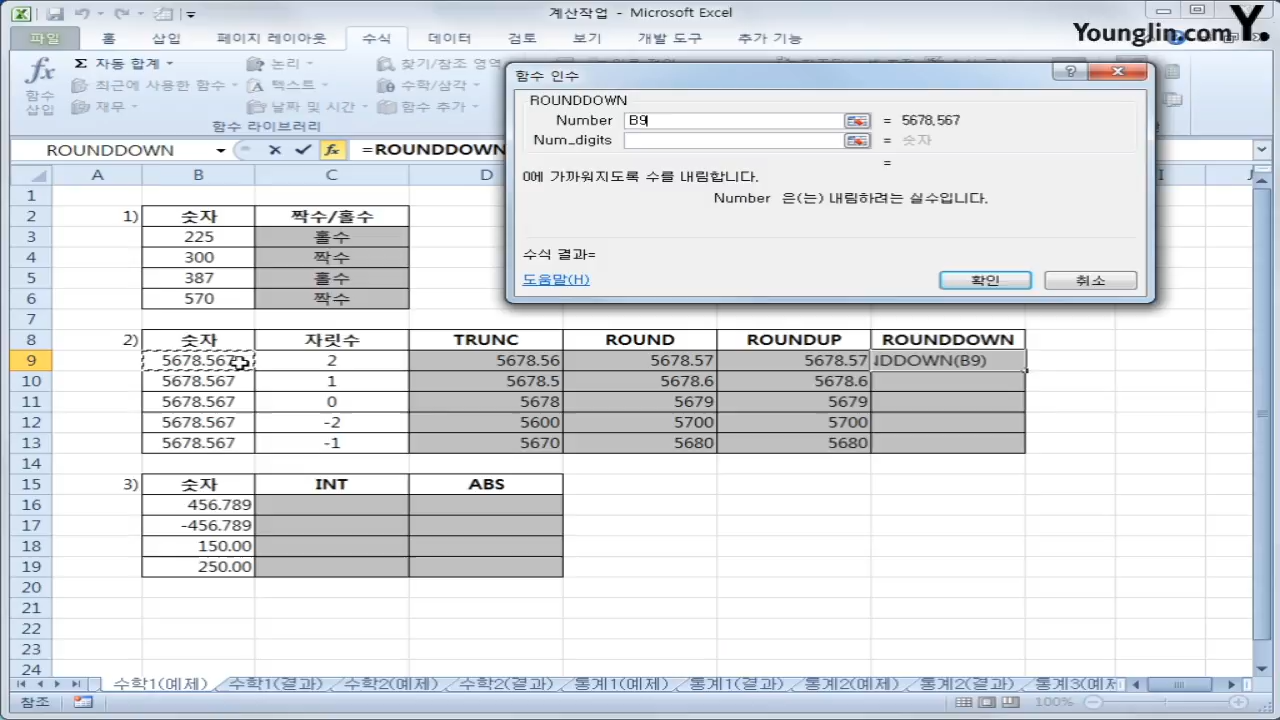 계산작업 - Microsoft Excel
Younglin.com Y.
파일 홈 삽입 페이지 레이아웃 수식 데이터 검토 보기 개발 도구 추가 기능
fx 함수 삽입
Σ 자동 합계 논리 찾기/참조 영역
최근에 사용한 함수 텍스트 수학/삼각
재무 날짜 및 시간 함수 추가
함수 라이브러리
ROUNDDOWN fx =ROUNDDOWN
함수 인수
ROUNDDOWN
Number B9 = 5678.567
Num_digits = 숫자
=
0에 가까워지도록 수를 내림합니다.
Number 은(는) 내림하려는 실수입니다.
수식 결과=
도움말(H) 확인 취소
A B C D I J
1
2 1) 숫자 짝수/홀수
3 225 홀수
4 300 짝수
5 387 홀수
6 570 짝수
7
8 2) 숫자 자릿수 TRUNC ROUND ROUNDUP ROUNDDOWN
9 5678.567 2 5678.56 5678.57 5678.57 NDDOWN(B9)
10 5678.567 1 5678.5 5678.6 5678.6
11 5678.567 0 5678 5679 5679
12 5678.567 -2 5600 5700 5700
13 5678.567 -1 5670 5680 5680
14
15 3) 숫자 INT ABS
16 456.789
17 -456.789
18 150.00
19 250.00
20
21
22
23
24
수학1(예제) 수학1(결과) 수학2(예제) 수학2(결과) 통계1(예제) 통계1(결과) 통계2(예제) 통계2(결과) 통계3(예제
참조 100%